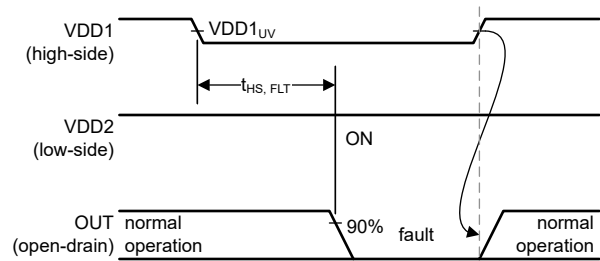 VDD1
(high-side)
VDD1UV
tHS, FLT
VDD2
(low-side)
ON
OUT
(open-drain)
normal
operation
90%
fault
normal
operation